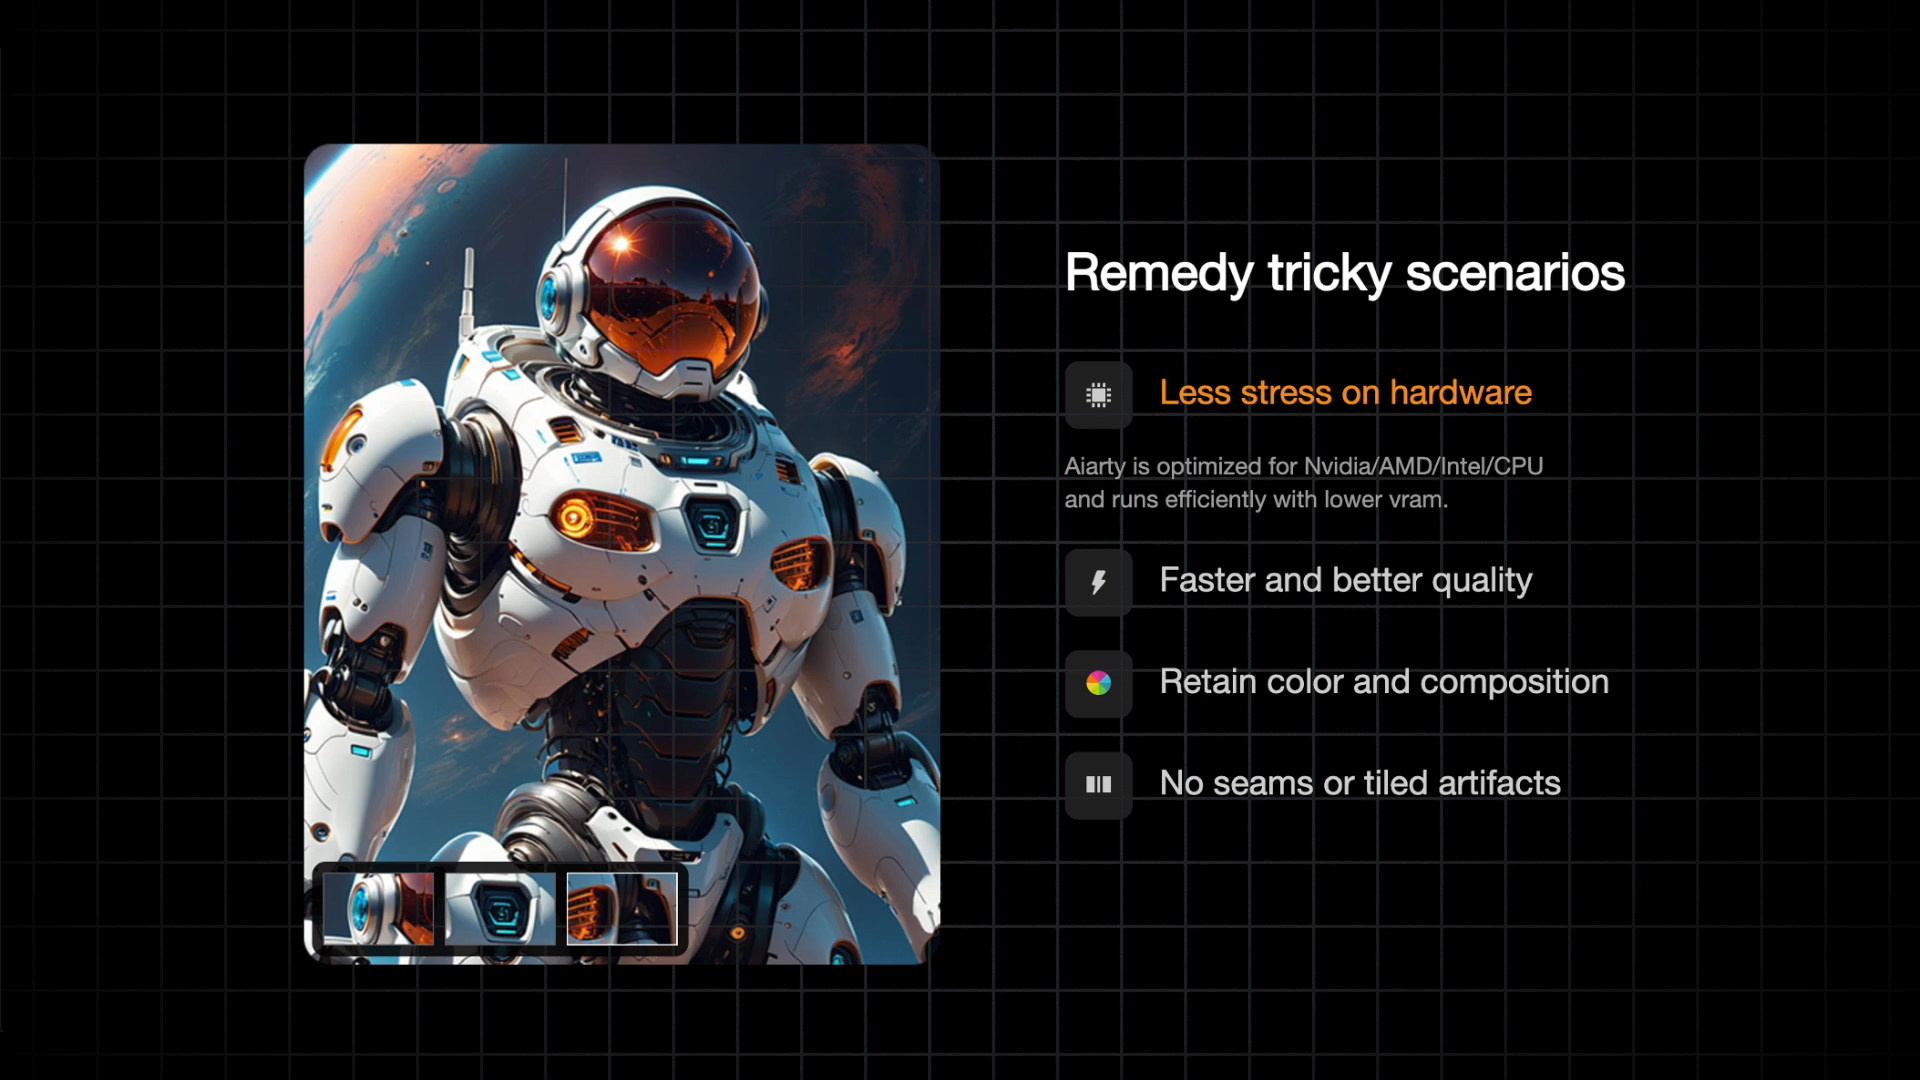 Remedy tricky scenarios
Less stress on hardware
Aiarty is optimized for Nvidia/AMD/Intel/CPU
and runs efficiently with lower vram.
Faster and better quality
Retain color and composition
No seams or tiled artifacts